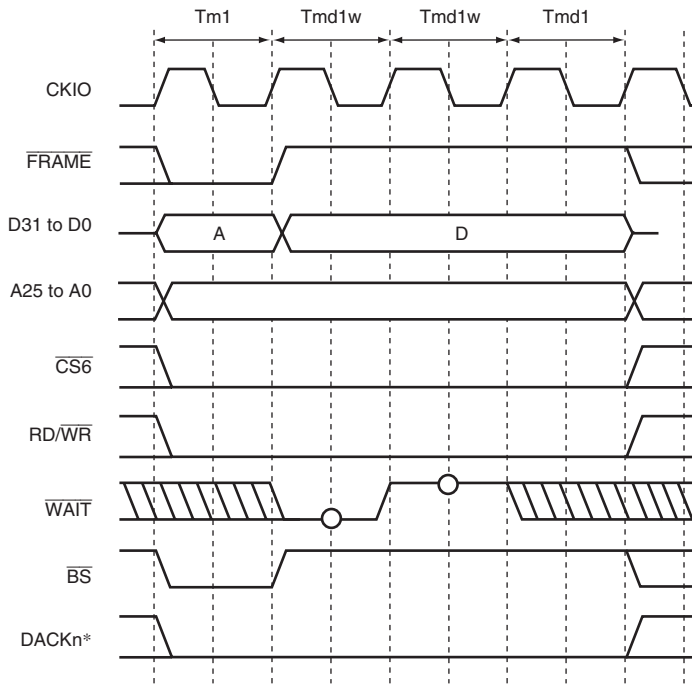 Tm1 Tmd1w Tmd1w Tmd1
CKIO
FRAME
D31 to D0 A D
A25 to A0
CS6
RD/WR
WAIT
BS
DACKn*